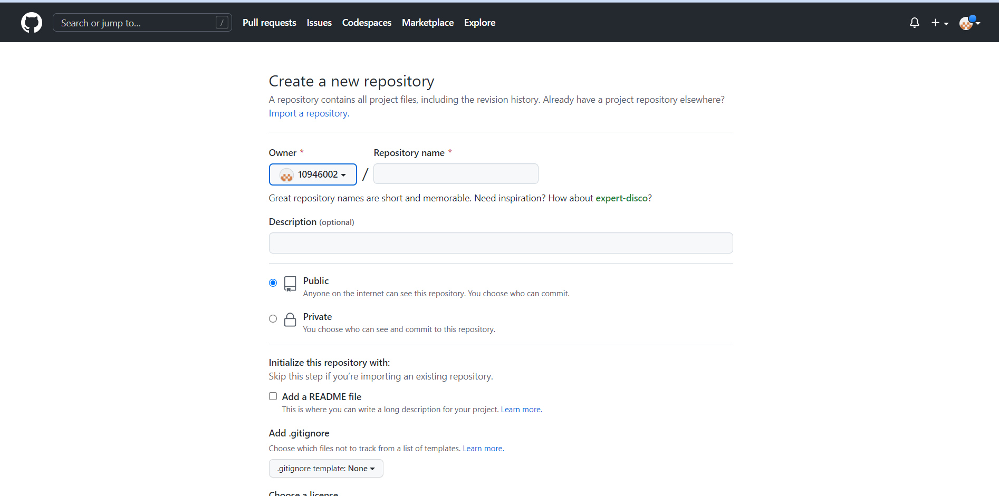 Search or jump to... /
Pull requests Issues Codespaces Marketplace Explore
Create a new repository
A repository contains all project files, including the revision history. Already have a project repository elsewhere?
Import a repository.
Owner * Repository name *
10946002 /
Great repository names are short and memorable. Need inspiration? How about expert-disco?
Description (optional)
Public
Anyone on the internet can see this repository. You choose who can commit.
Private
You choose who can see and commit to this repository.
Initialize this repository with:
Skip this step if you’re importing an existing repository.
Add a README file
This is where you can write a long description for your project. Learn more.
Add .gitignore
Choose which files not to track from a list of templates. Learn more.
.gitignore template: None
Choose a license